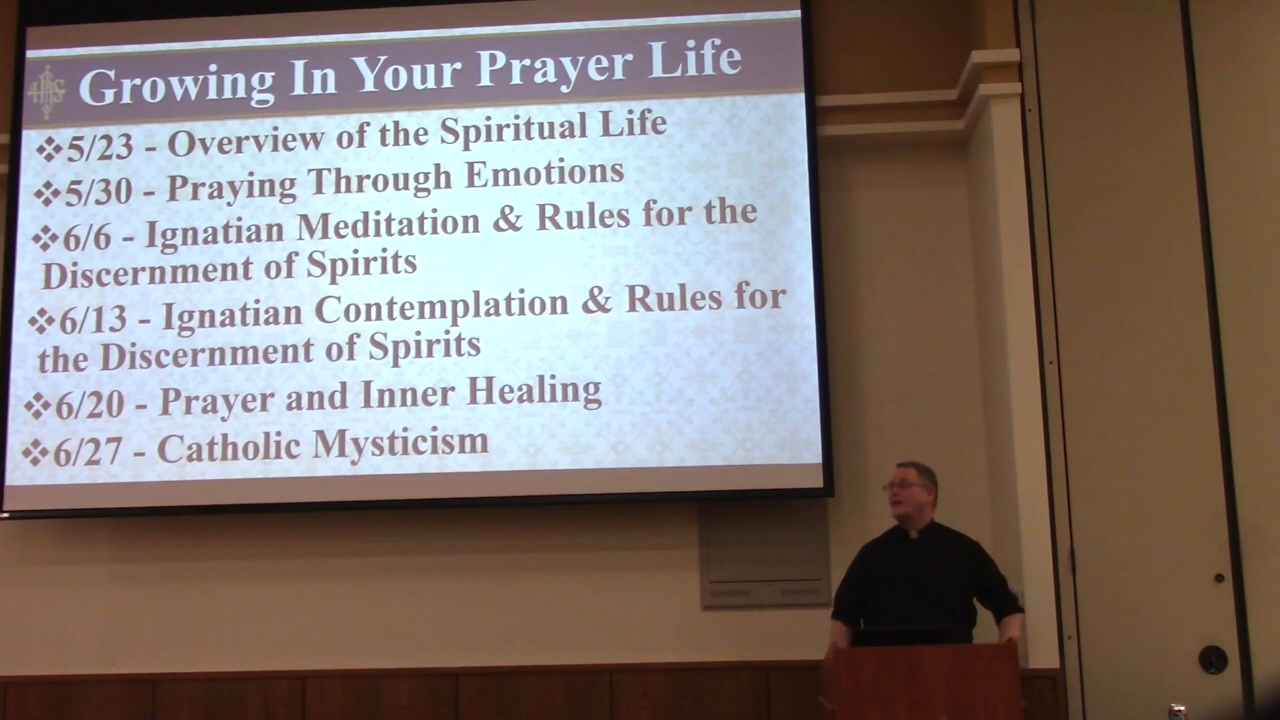 Growing In Your Prayer Life
❖5/23 - Overview of the Spiritual Life
❖5/30 - Praying Through Emotions
❖6/6 - Ignatian Meditation & Rules for the
Discernment of Spirits
❖6/13 - Ignatian Contemplation & Rules for
the Discernment of Spirits
❖6/20 - Prayer and Inner Healing
❖6/27 - Catholic Mysticism